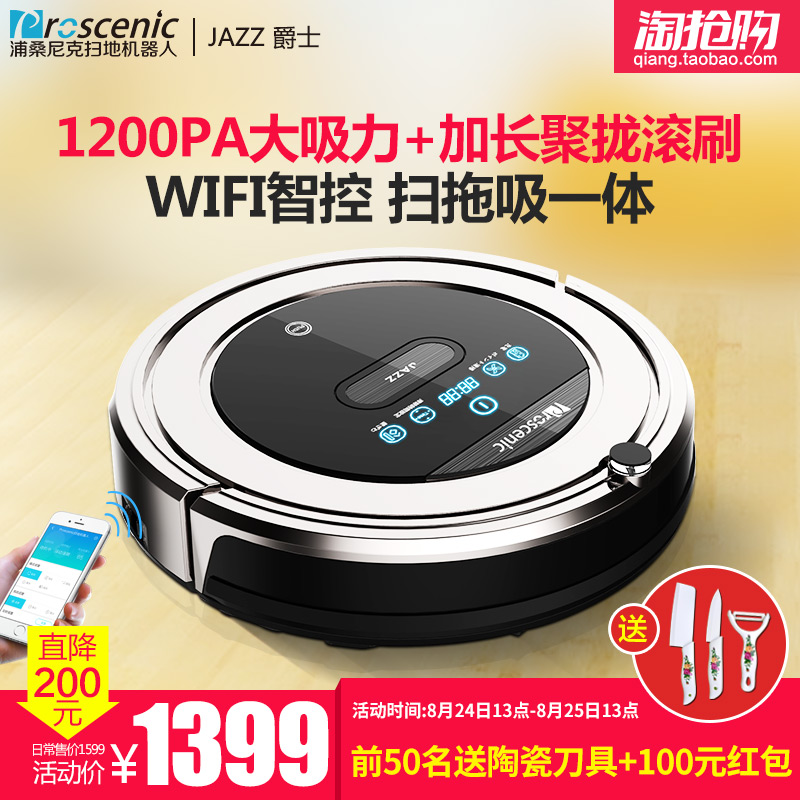 Proscenic
浦桑尼克扫地机器人
JAZZ 爵士
淘抢购
qiang.taobao.com
1200PA大吸力+加长聚拢滚刷
WIFI智控 扫拖吸一体
JAZZ
88:88
Proscenic
直降
200
元
送
日常售价1599
活动价¥1399
活动时间:8月24日13点-8月25日13点
前50名送陶瓷刀具+100元红包